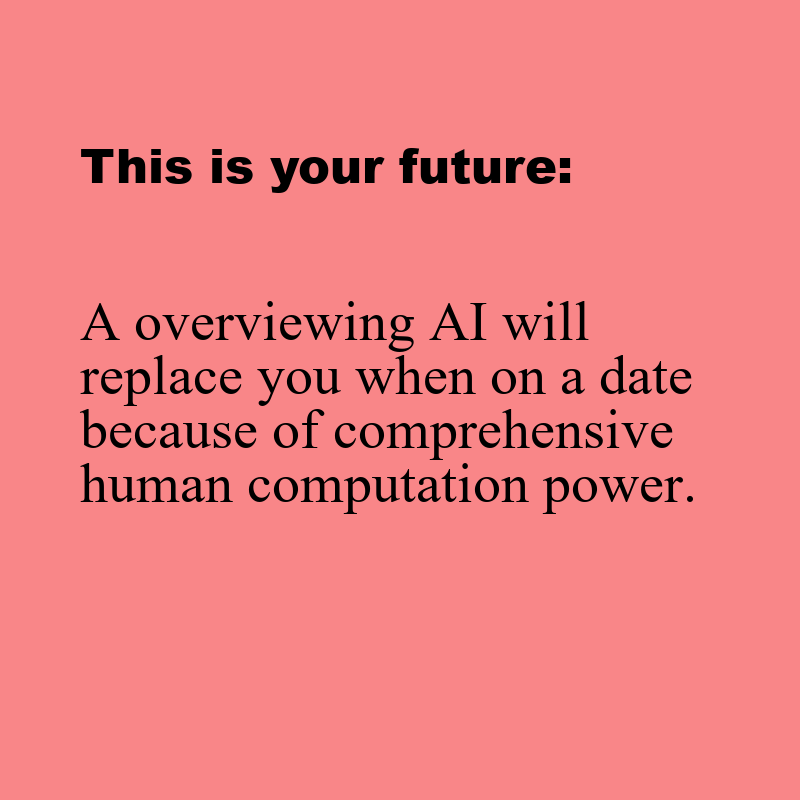 This is your future:
A overviewing AI will
replace you when on a date
because of comprehensive
human computation power.